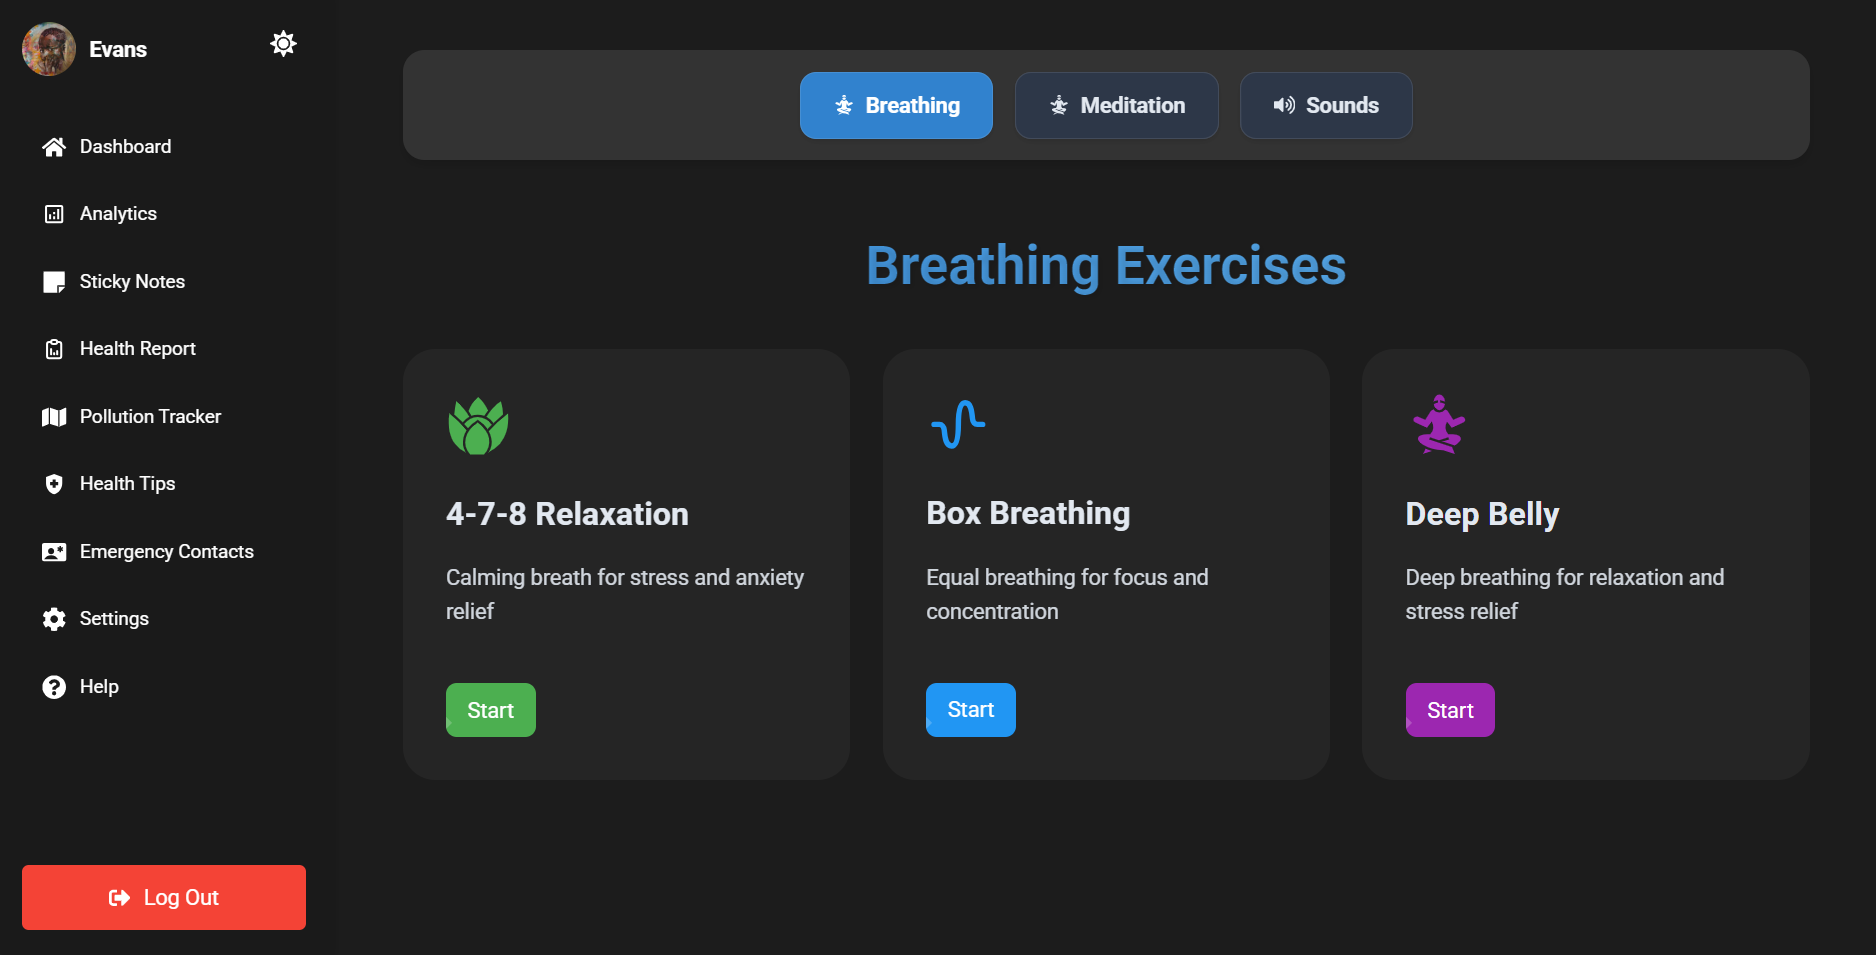 Evans
Dashboard
Analytics
Sticky Notes
Health Report
Pollution Tracker
Health Tips
Emergency Contacts
Settings
Help
Log Out
Breathing
Meditation
Sounds
Breathing Exercises
4-7-8 Relaxation
Calming breath for stress and anxiety
relief
Start
Box Breathing
Equal breathing for focus and
concentration
Start
Deep Belly
Deep breathing for relaxation and
stress relief
Start